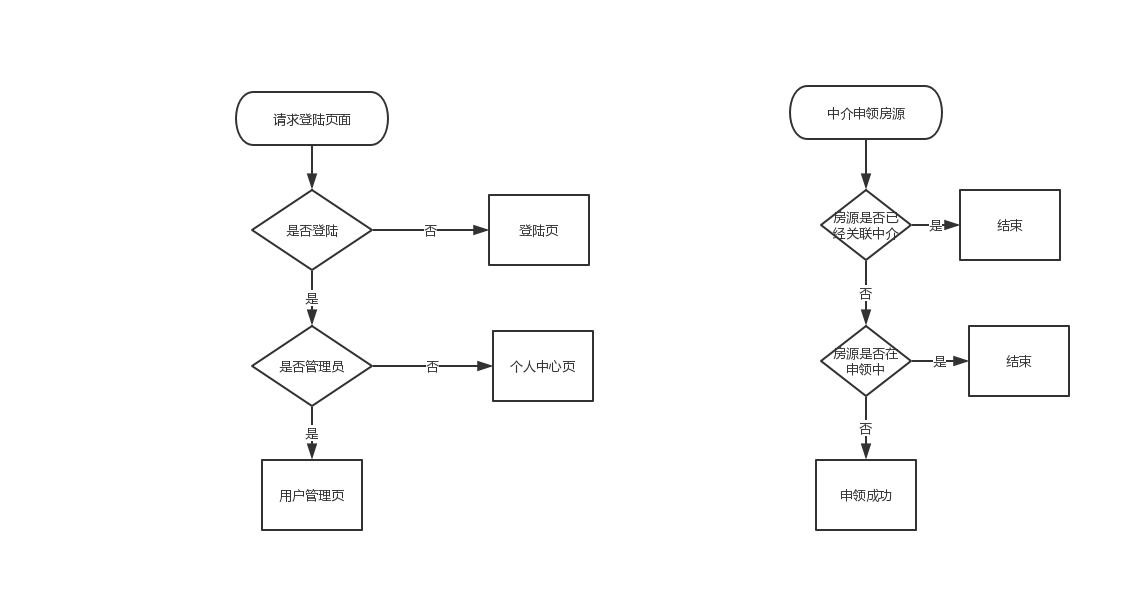 请求登陆页面
是否登陆
否
登陆页
是
是否管理员
否
个人中心页
是
用户管理页
中介申领房源
房源是否已
经关联中介
是
结束
否
房源是否在
申领中
是
结束
否
申领成功